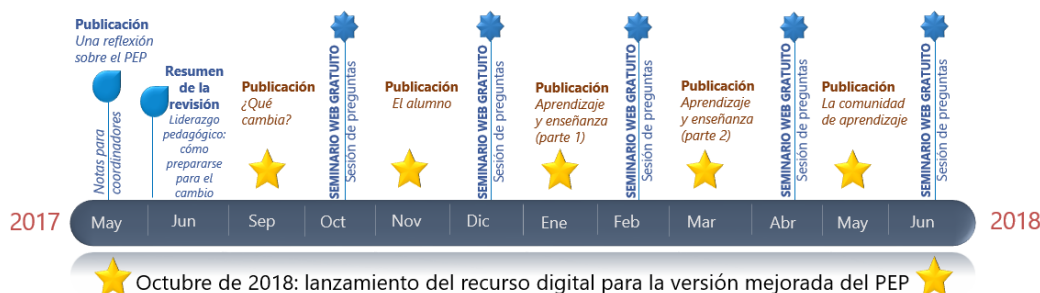 Publicación
Una reflexión
sobre el PEP
Notas para
coordinadores
Resumen
de la
revisión
Liderazgo
pedagógico:
cómo
prepararse
para el
cambio
Publicación
¿Qué
cambia?
SEMINARIO WEB GRATUITO
Sesión de preguntas
Publicación
El alumno
SEMINARIO WEB GRATUITO
Sesión de preguntas
Publicación
Aprendizaje
y enseñanza
(parte 1)
SEMINARIO WEB GRATUITO
Sesión de preguntas
Publicación
Aprendizaje
y enseñanza
(parte 2)
SEMINARIO WEB GRATUITO
Sesión de preguntas
Publicación
La comunidad
de aprendizaje
SEMINARIO WEB GRATUITO
Sesión de preguntas
2017 May Jun Sep Oct Nov Dic Ene Feb Mar Abr May Jun 2018
Octubre de 2018: lanzamiento del recurso digital para la versión mejorada del PEP